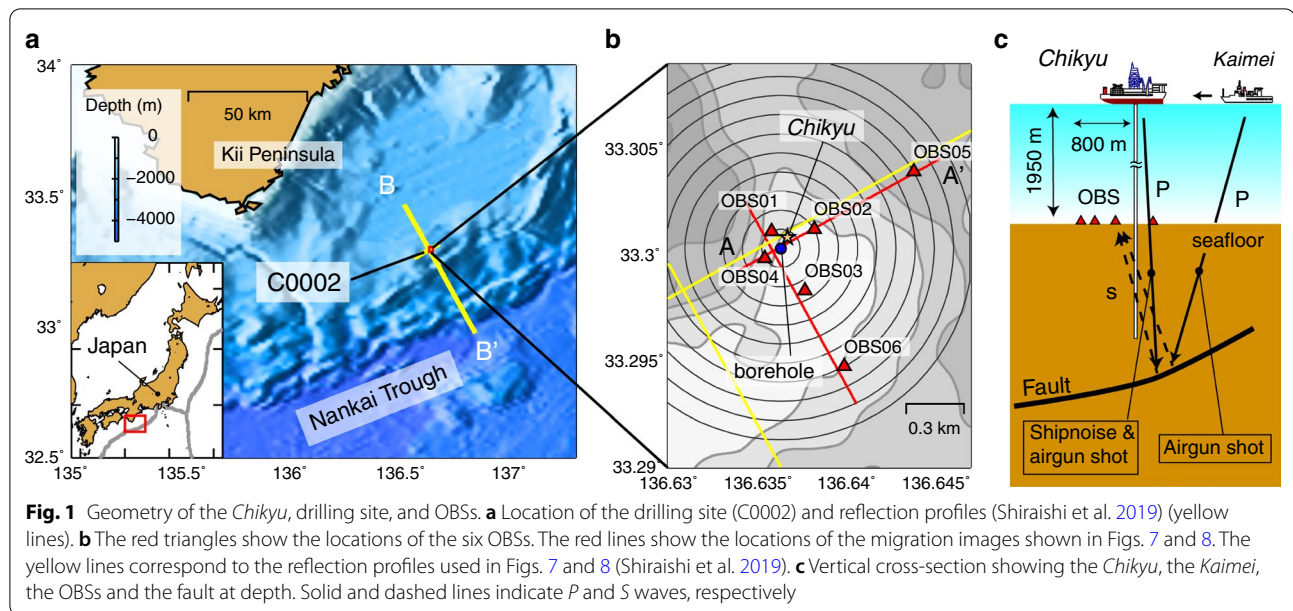 a
34˚
33.5˚
33˚
32.5˚
135˚
135.5˚
136˚
136.5˚
137˚
Depth (m)
0
−2000
−4000
50 km
Kii Peninsula
B
C0002
B'
Nankai Trough
Japan
b
Chikyu
33.305˚
33.3˚
33.295˚
33.29˚
136.63˚
136.635˚
136.64˚
136.645˚
OBS05
A'
OBS01
OBS02
A
OBS04
OBS03
OBS06
borehole
0.3 km
c
Chikyu
Kaimei
1950 m
800 m
OBS
P
P
seafloor
S
Fault
Shipnoise &
airgun shot
Airgun shot
Fig. 1 Geometry of the Chikyu, drilling site, and OBSs. a Location of the drilling site (C0002) and reflection profiles (Shiraishi et al. 2019) (yellow
lines). b The red triangles show the locations of the six OBSs. The red lines show the locations of the migration images shown in Figs. 7 and 8. The
yellow lines correspond to the reflection profiles used in Figs. 7 and 8 (Shiraishi et al. 2019). c Vertical cross-section showing the Chikyu, the Kaimei,
the OBSs and the fault at depth. Solid and dashed lines indicate P and S waves, respectively